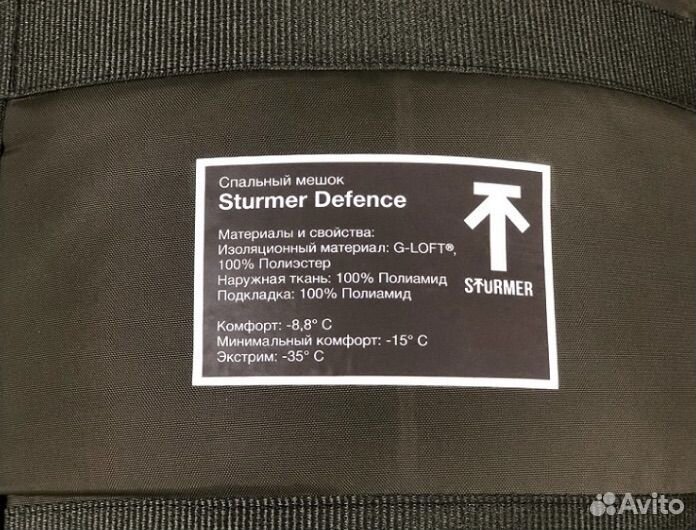 Спальный мешок
Sturmer Defence
Материалы и свойства:
Изоляционный материал: G-LOFT®,
100% Полиэстер
Наружная ткань: 100% Полиамид
Подкладка: 100% Полиамид
Комфорт: -8,8° C
Минимальный комфорт: -15° C
Экстрим: -35° C
STURMER
Avito